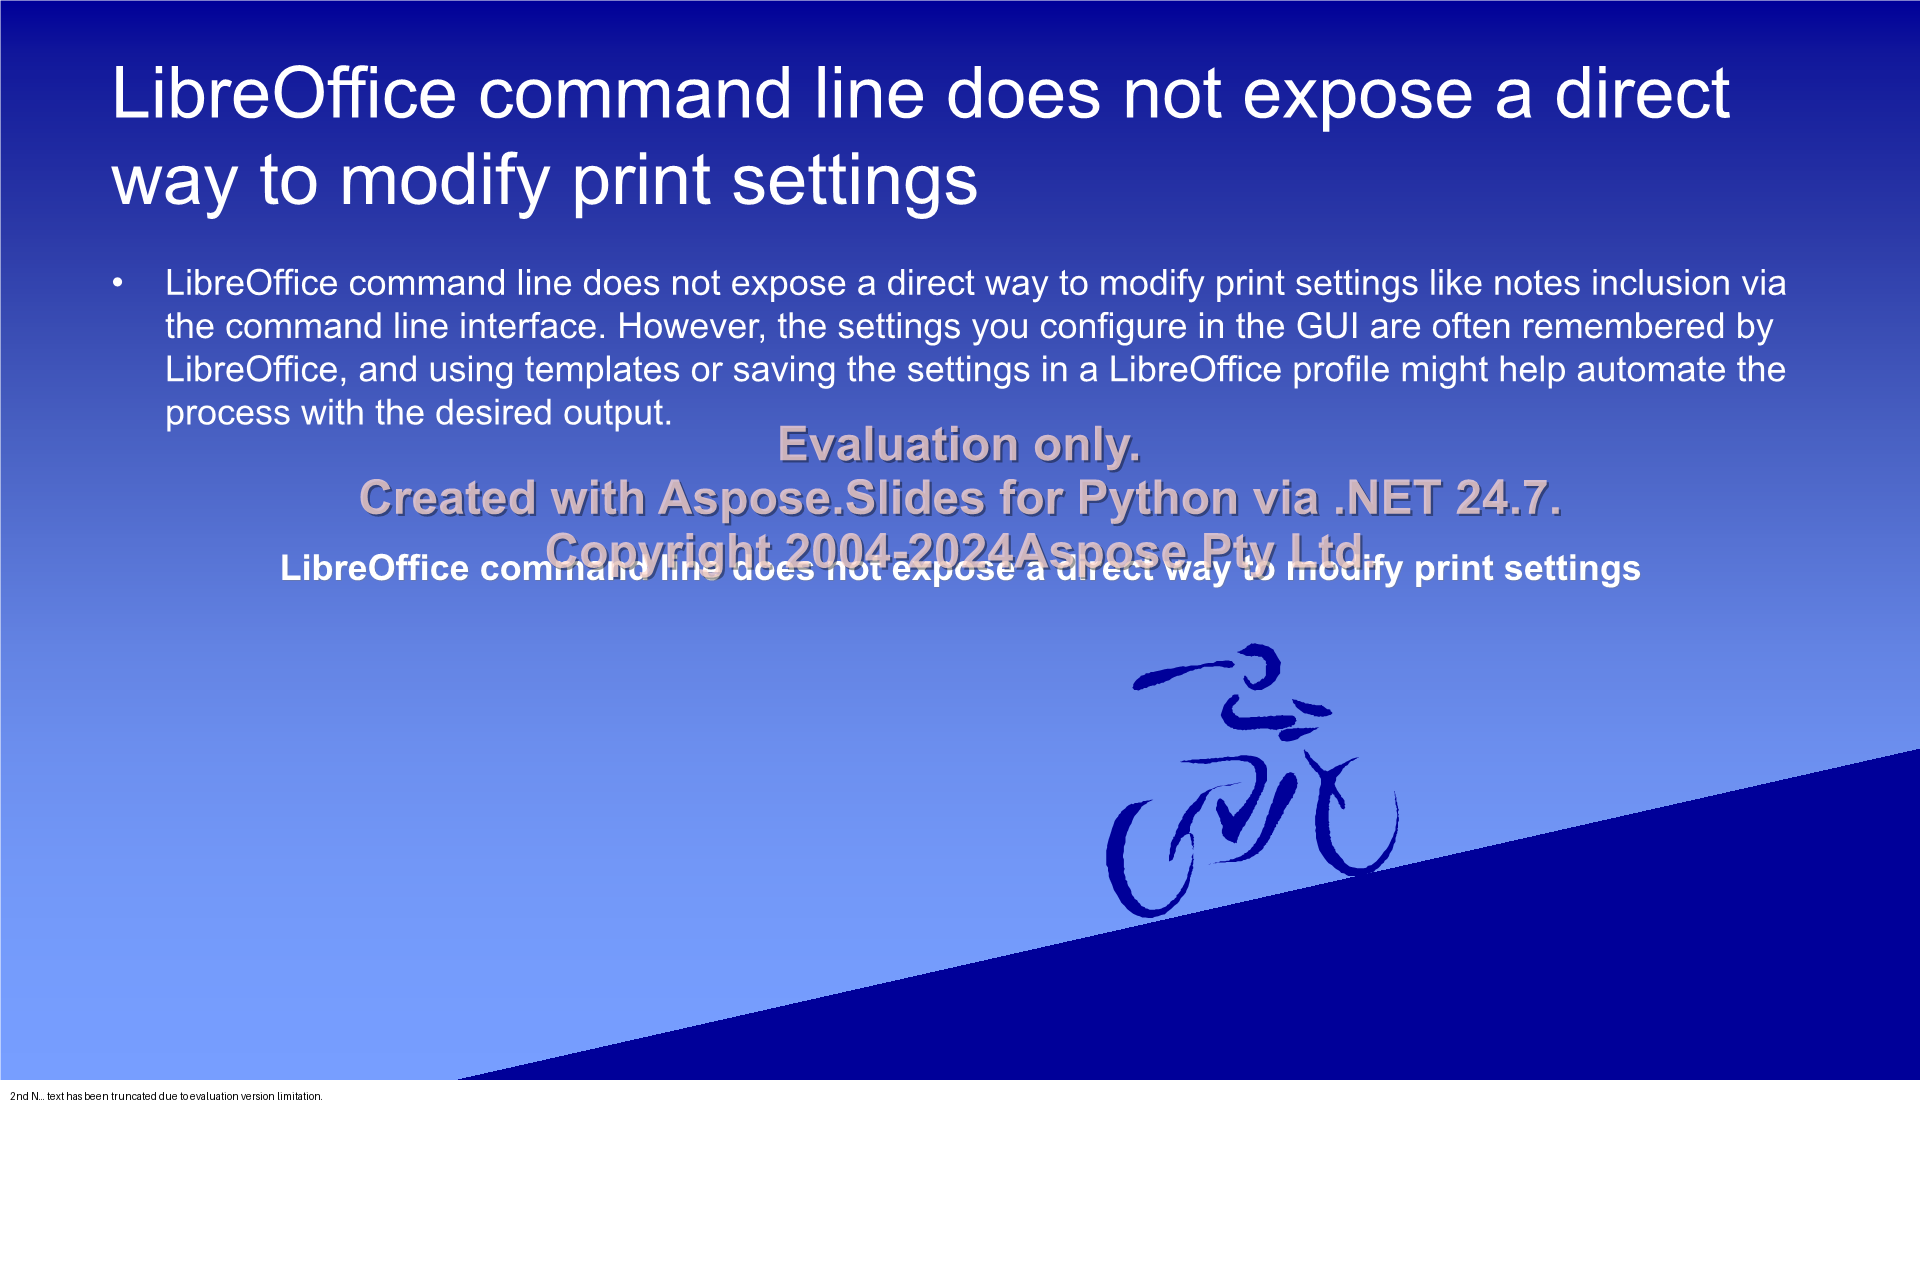 LibreOffice command line does not expose a direct
way to modify print settings
• LibreOffice command line does not expose a direct way to modify print settings like notes inclusion via
the command line interface. However, the settings you configure in the GUI are often remembered by
LibreOffice, and using templates or saving the settings in a LibreOffice profile might help automate the
process with the desired output.
Evaluation only.
Created with Aspose.Slides for Python via .NET 24.7.
Copyright 2004-2024Aspose Pty Ltd.
LibreOffice command line does not expose a direct way to modify print settings
2nd N... text has been truncated due to evaluation version limitation.